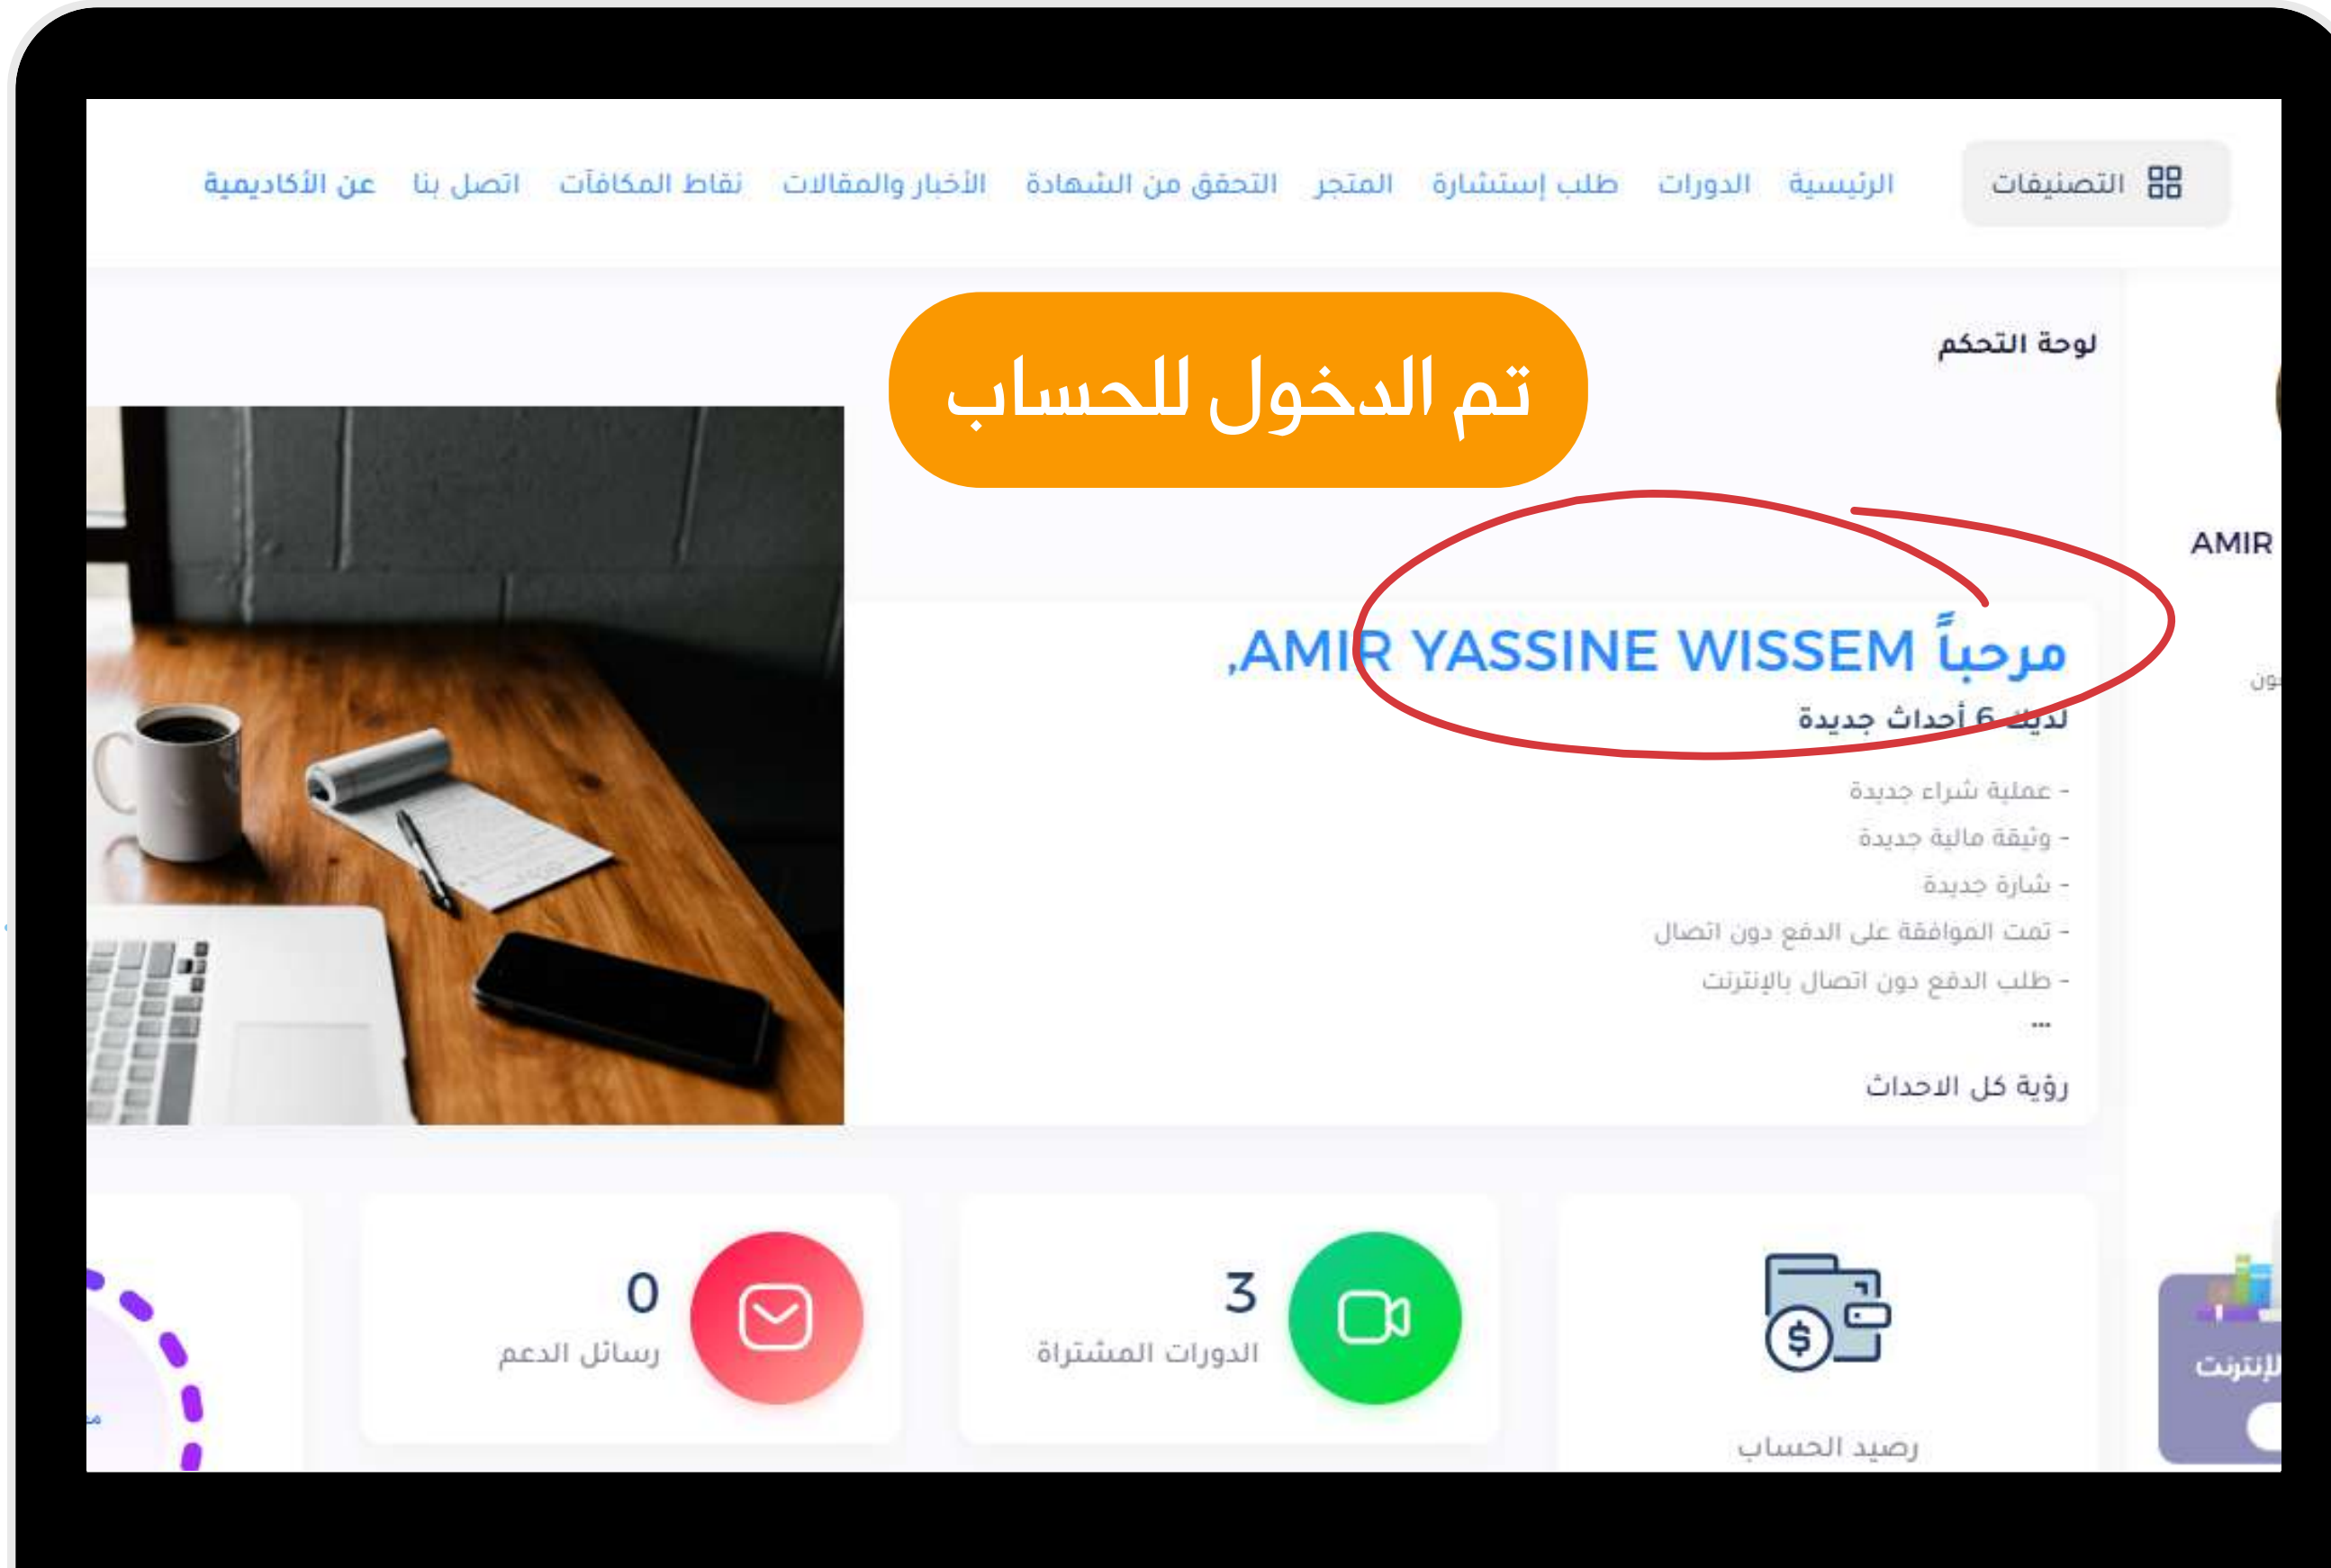 التصنيفات الرئيسية الدورات طلب إستشارة المتجر التحقق من الشهادة الأخبار والمقالات نقاط المكافآت اتصل بنا عن الأكاديمية
لوحة التحكم
تم الدخول للحساب
AMIR
مرحباً AMIR YASSINE WISSEM,
لديك 6 أحداث جديدة
- عملية شراء جديدة
- وثيقة مالية جديدة
- شارة جديدة
- تمت الموافقة على الدفع دون اتصال
- طلب الدفع دون اتصال بالإنترنت
...
رؤية كل الاحداث
رصيد الحساب
3
الدورات المشتراة
0
رسائل الدعم